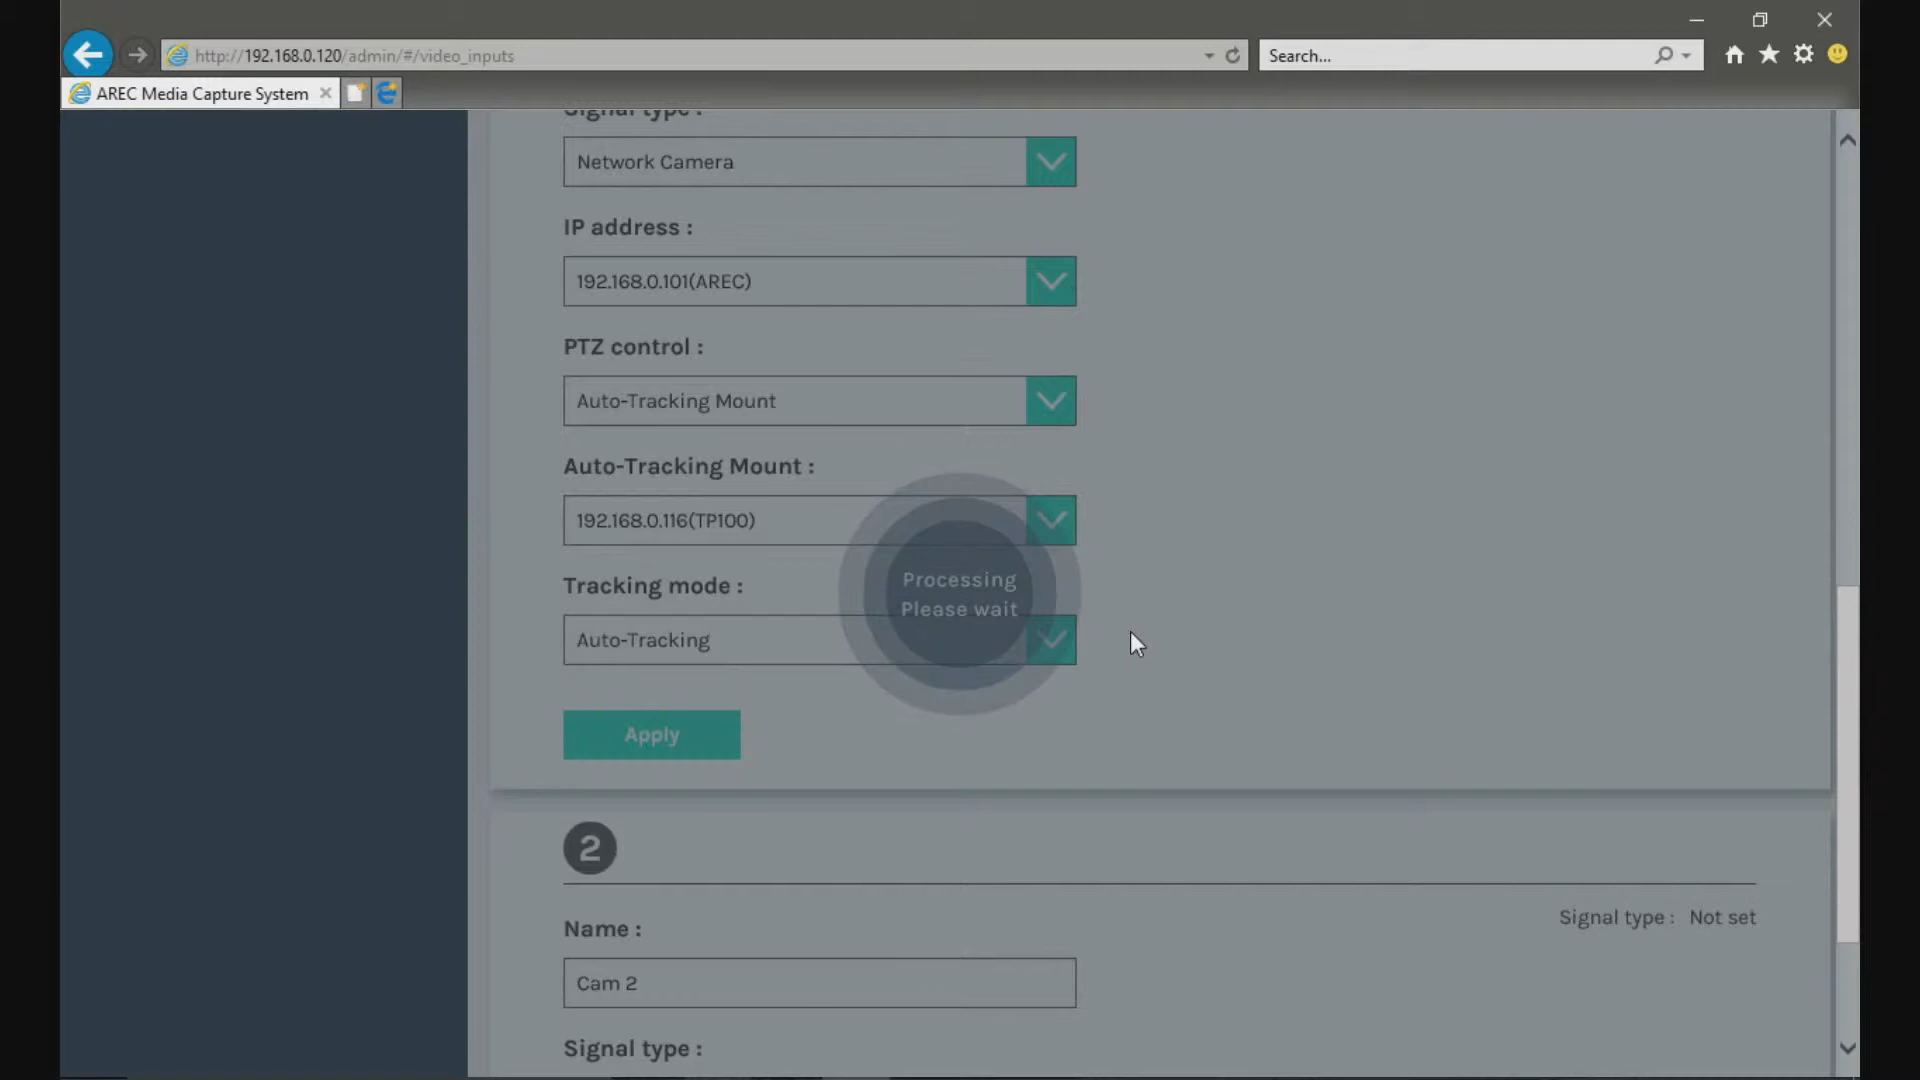 http://192.168.0.120/admin/#/video_inputs
Search...
AREC Media Capture System
Signal type :
Network Camera
IP address :
192.168.0.101(AREC)
PTZ control :
Auto-Tracking Mount
Auto-Tracking Mount :
192.168.0.116(TP100)
Processing
Please wait
Tracking mode :
Auto-Tracking
Apply
2
Signal type : Not set
Name :
Cam 2
Signal type :